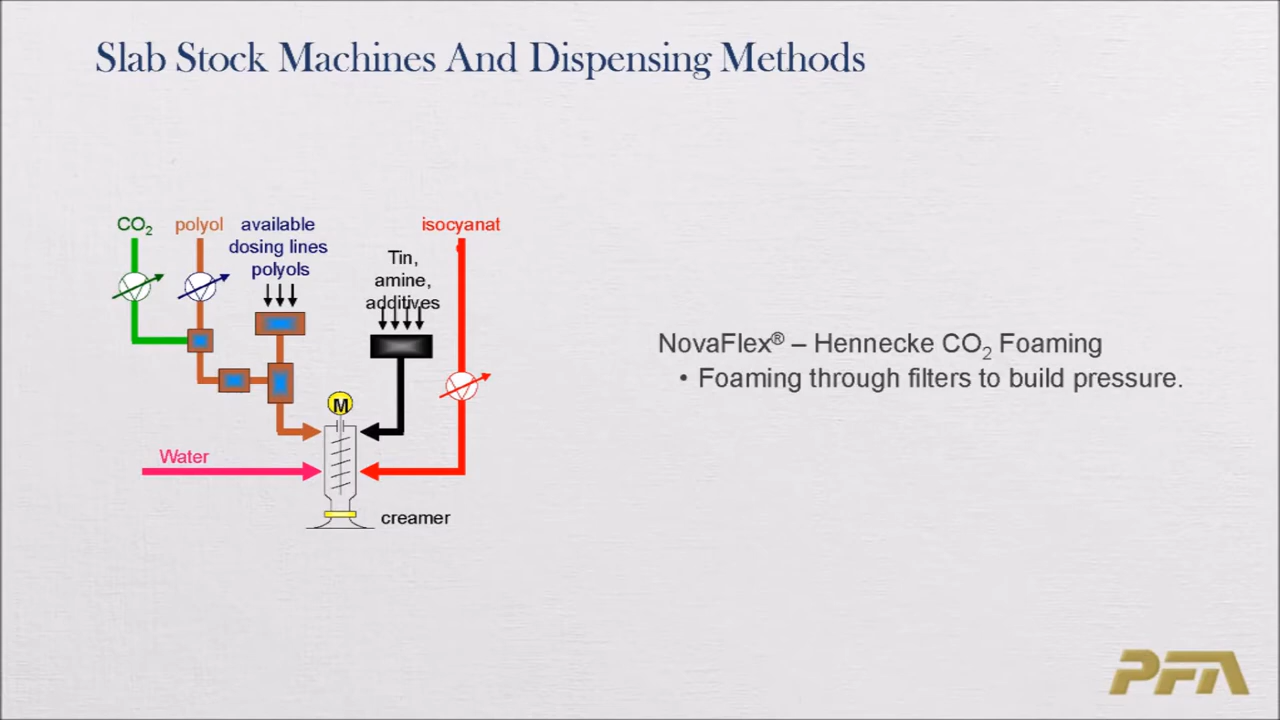 Slab Stock Machines And Dispensing Methods
CO₂
polyol
available
dosing lines
polyols
isocyanat
e
Tin,
amine,
additives
NovaFlex® – Hennecke CO₂ Foaming
• Foaming through filters to build pressure.
M
Water
creamer
PFA